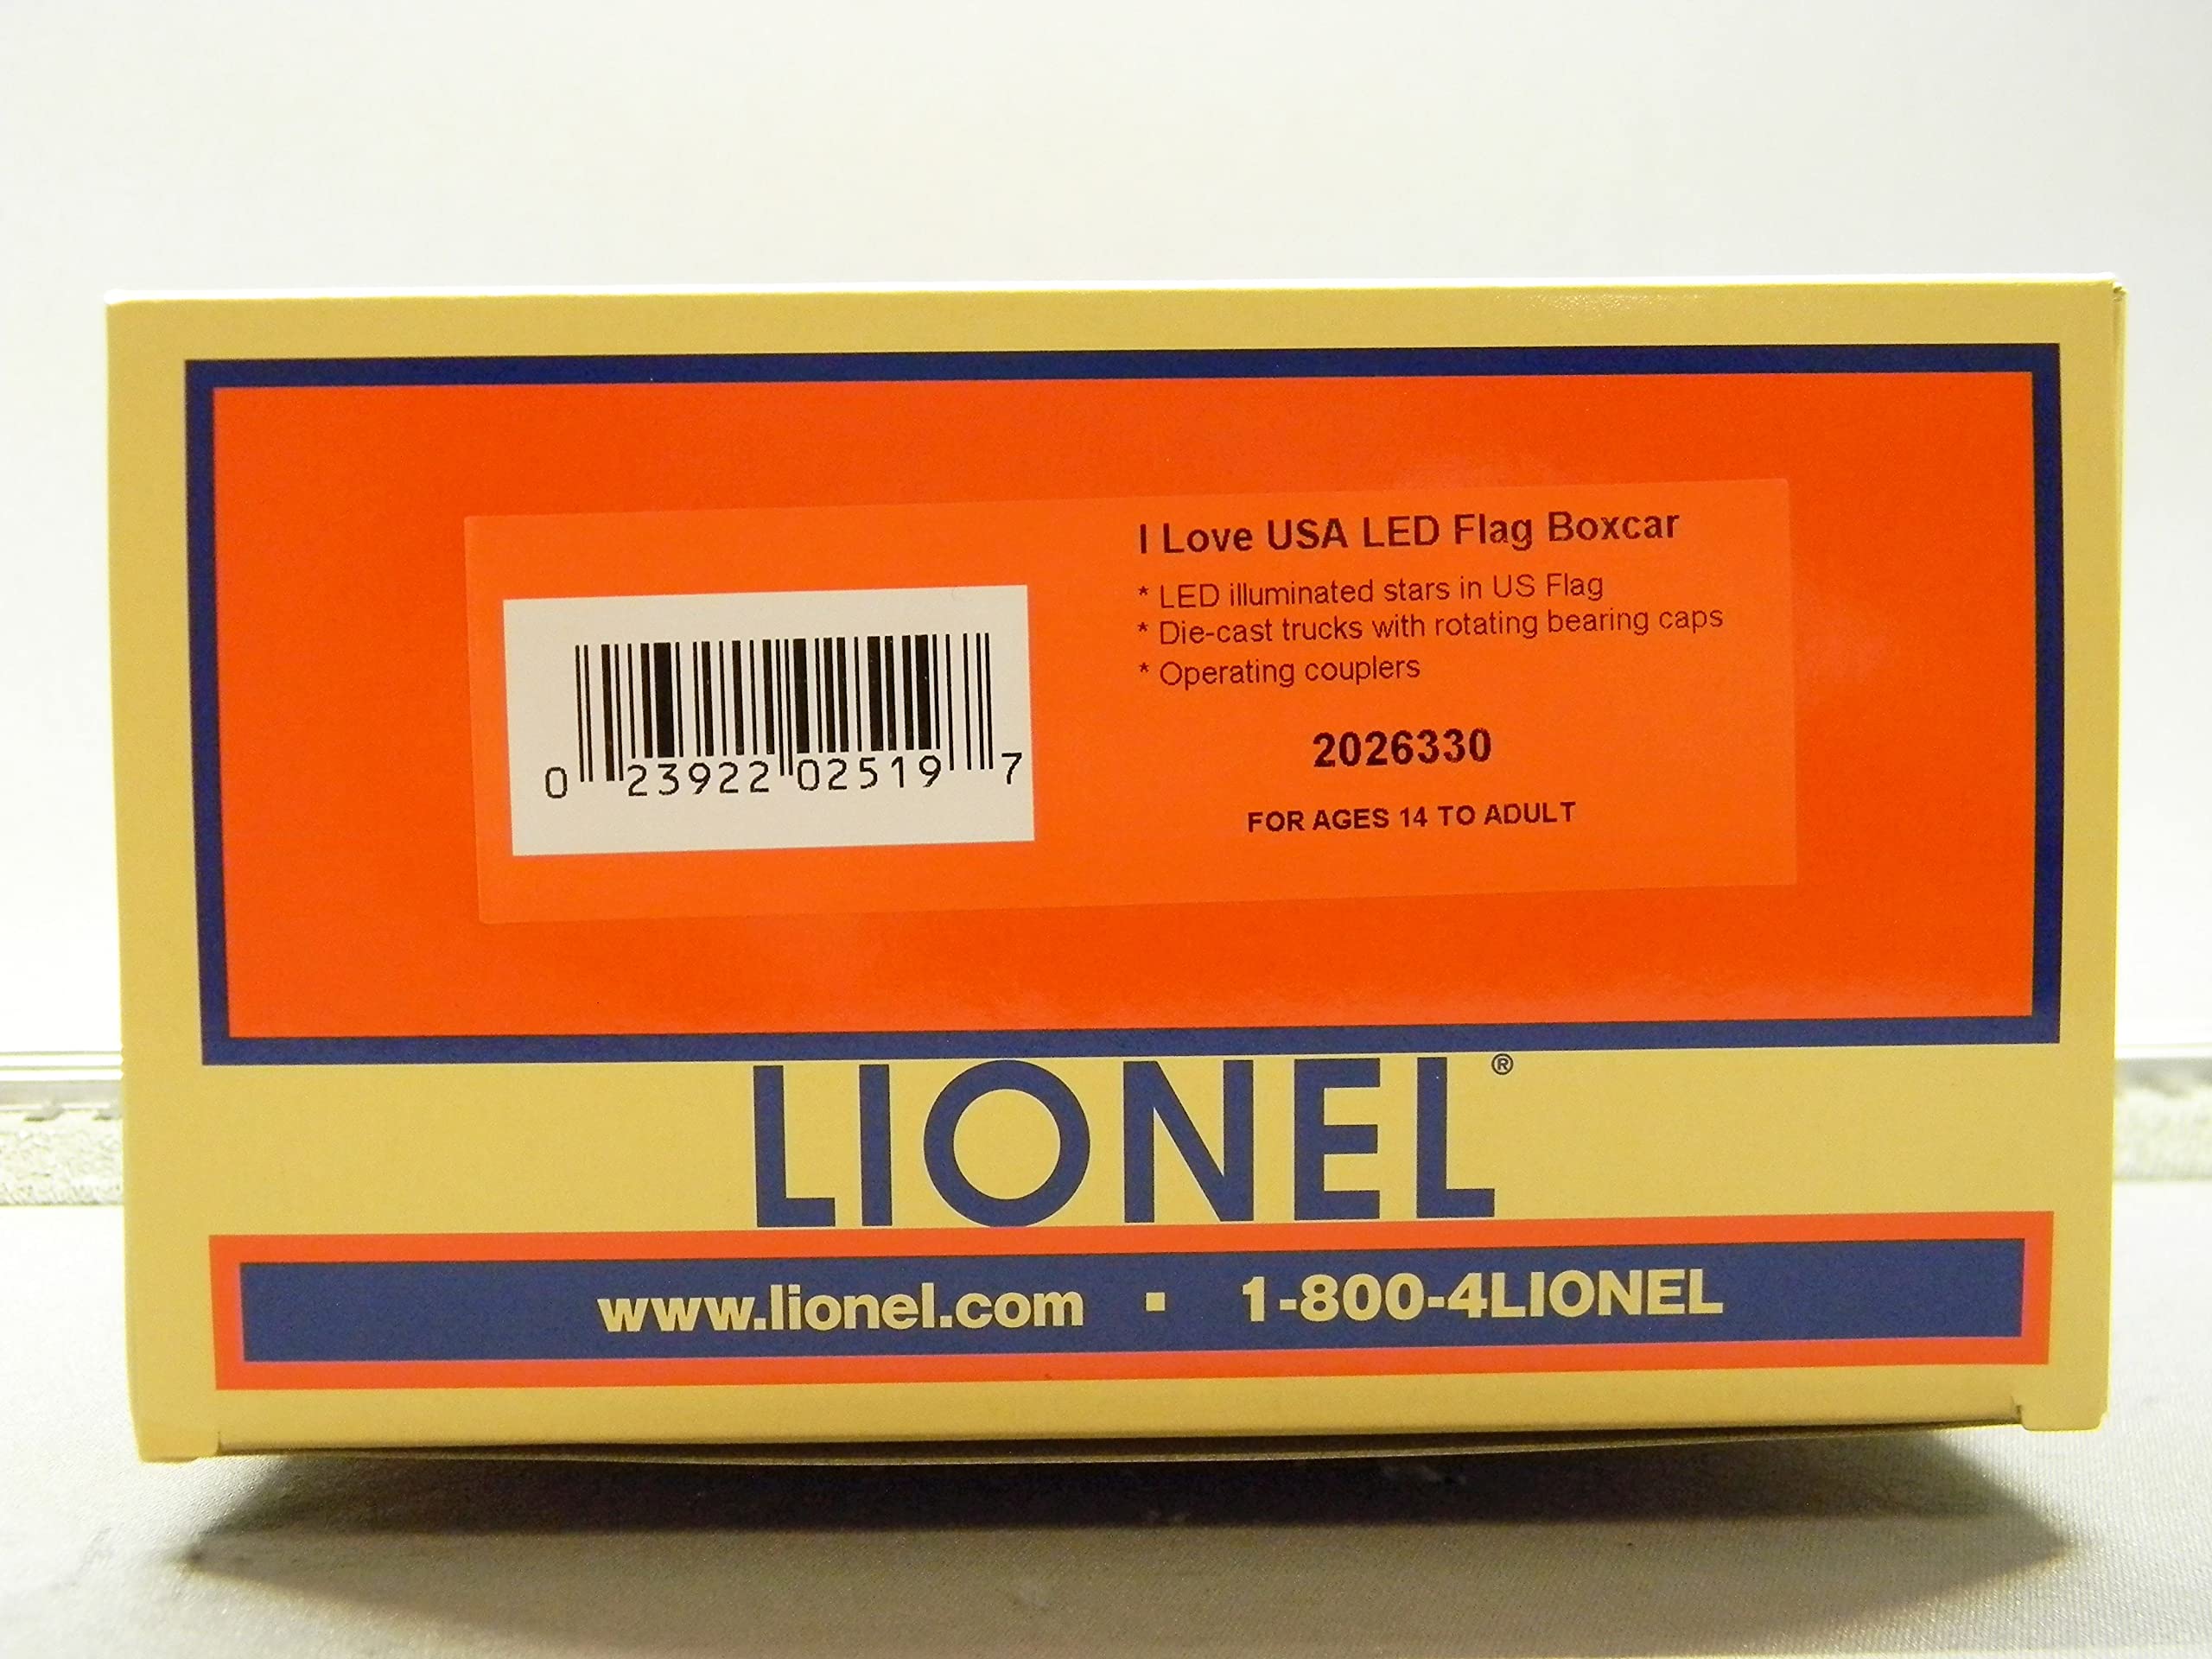 I Love USA LED Flag Boxcar
* LED illuminated stars in US Flag
* Die-cast trucks with rotating bearing caps
* Operating couplers
2026330
FOR AGES 14 TO ADULT
0 23922 02519 7
LIONEL®
www.lionel.com ▪ 1-800-4LIONEL